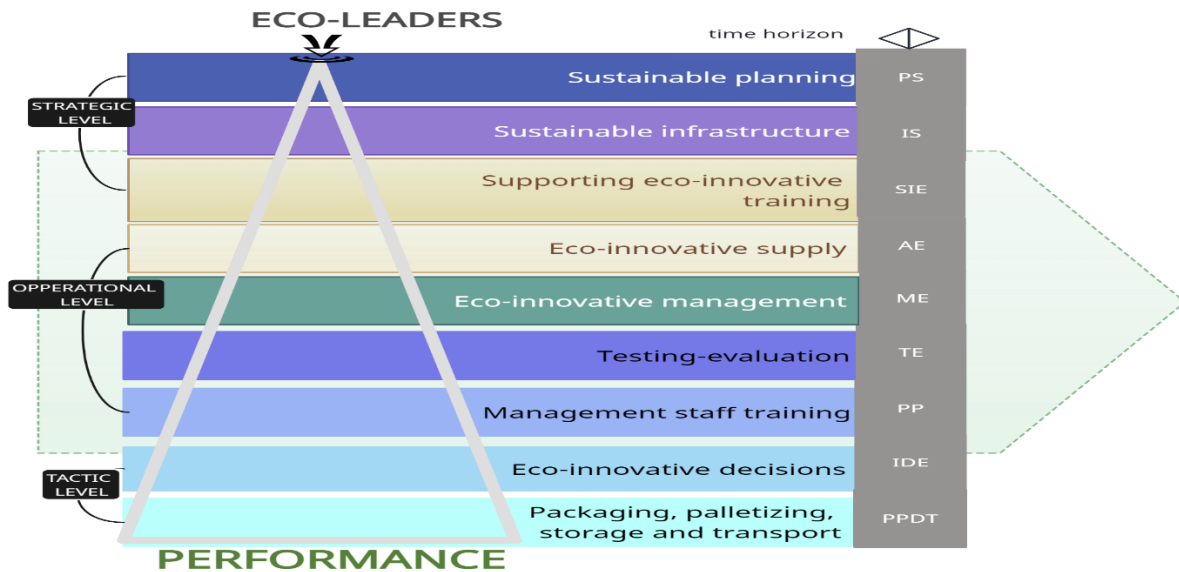 ECO-LEADERS
time horizon
Sustainable planning
PS
STRATEGIC
LEVEL
Sustainable infrastructure
IS
Supporting eco-innovative
training
SIE
Eco-innovative supply
AE
OPPERATIONAL
LEVEL
Eco-innovative management
ME
Testing-evaluation
TE
Management staff training
PP
Eco-innovative decisions
IDE
TACTIC
LEVEL
Packaging, palletizing,
storage and transport
PPDT
PERFORMANCE